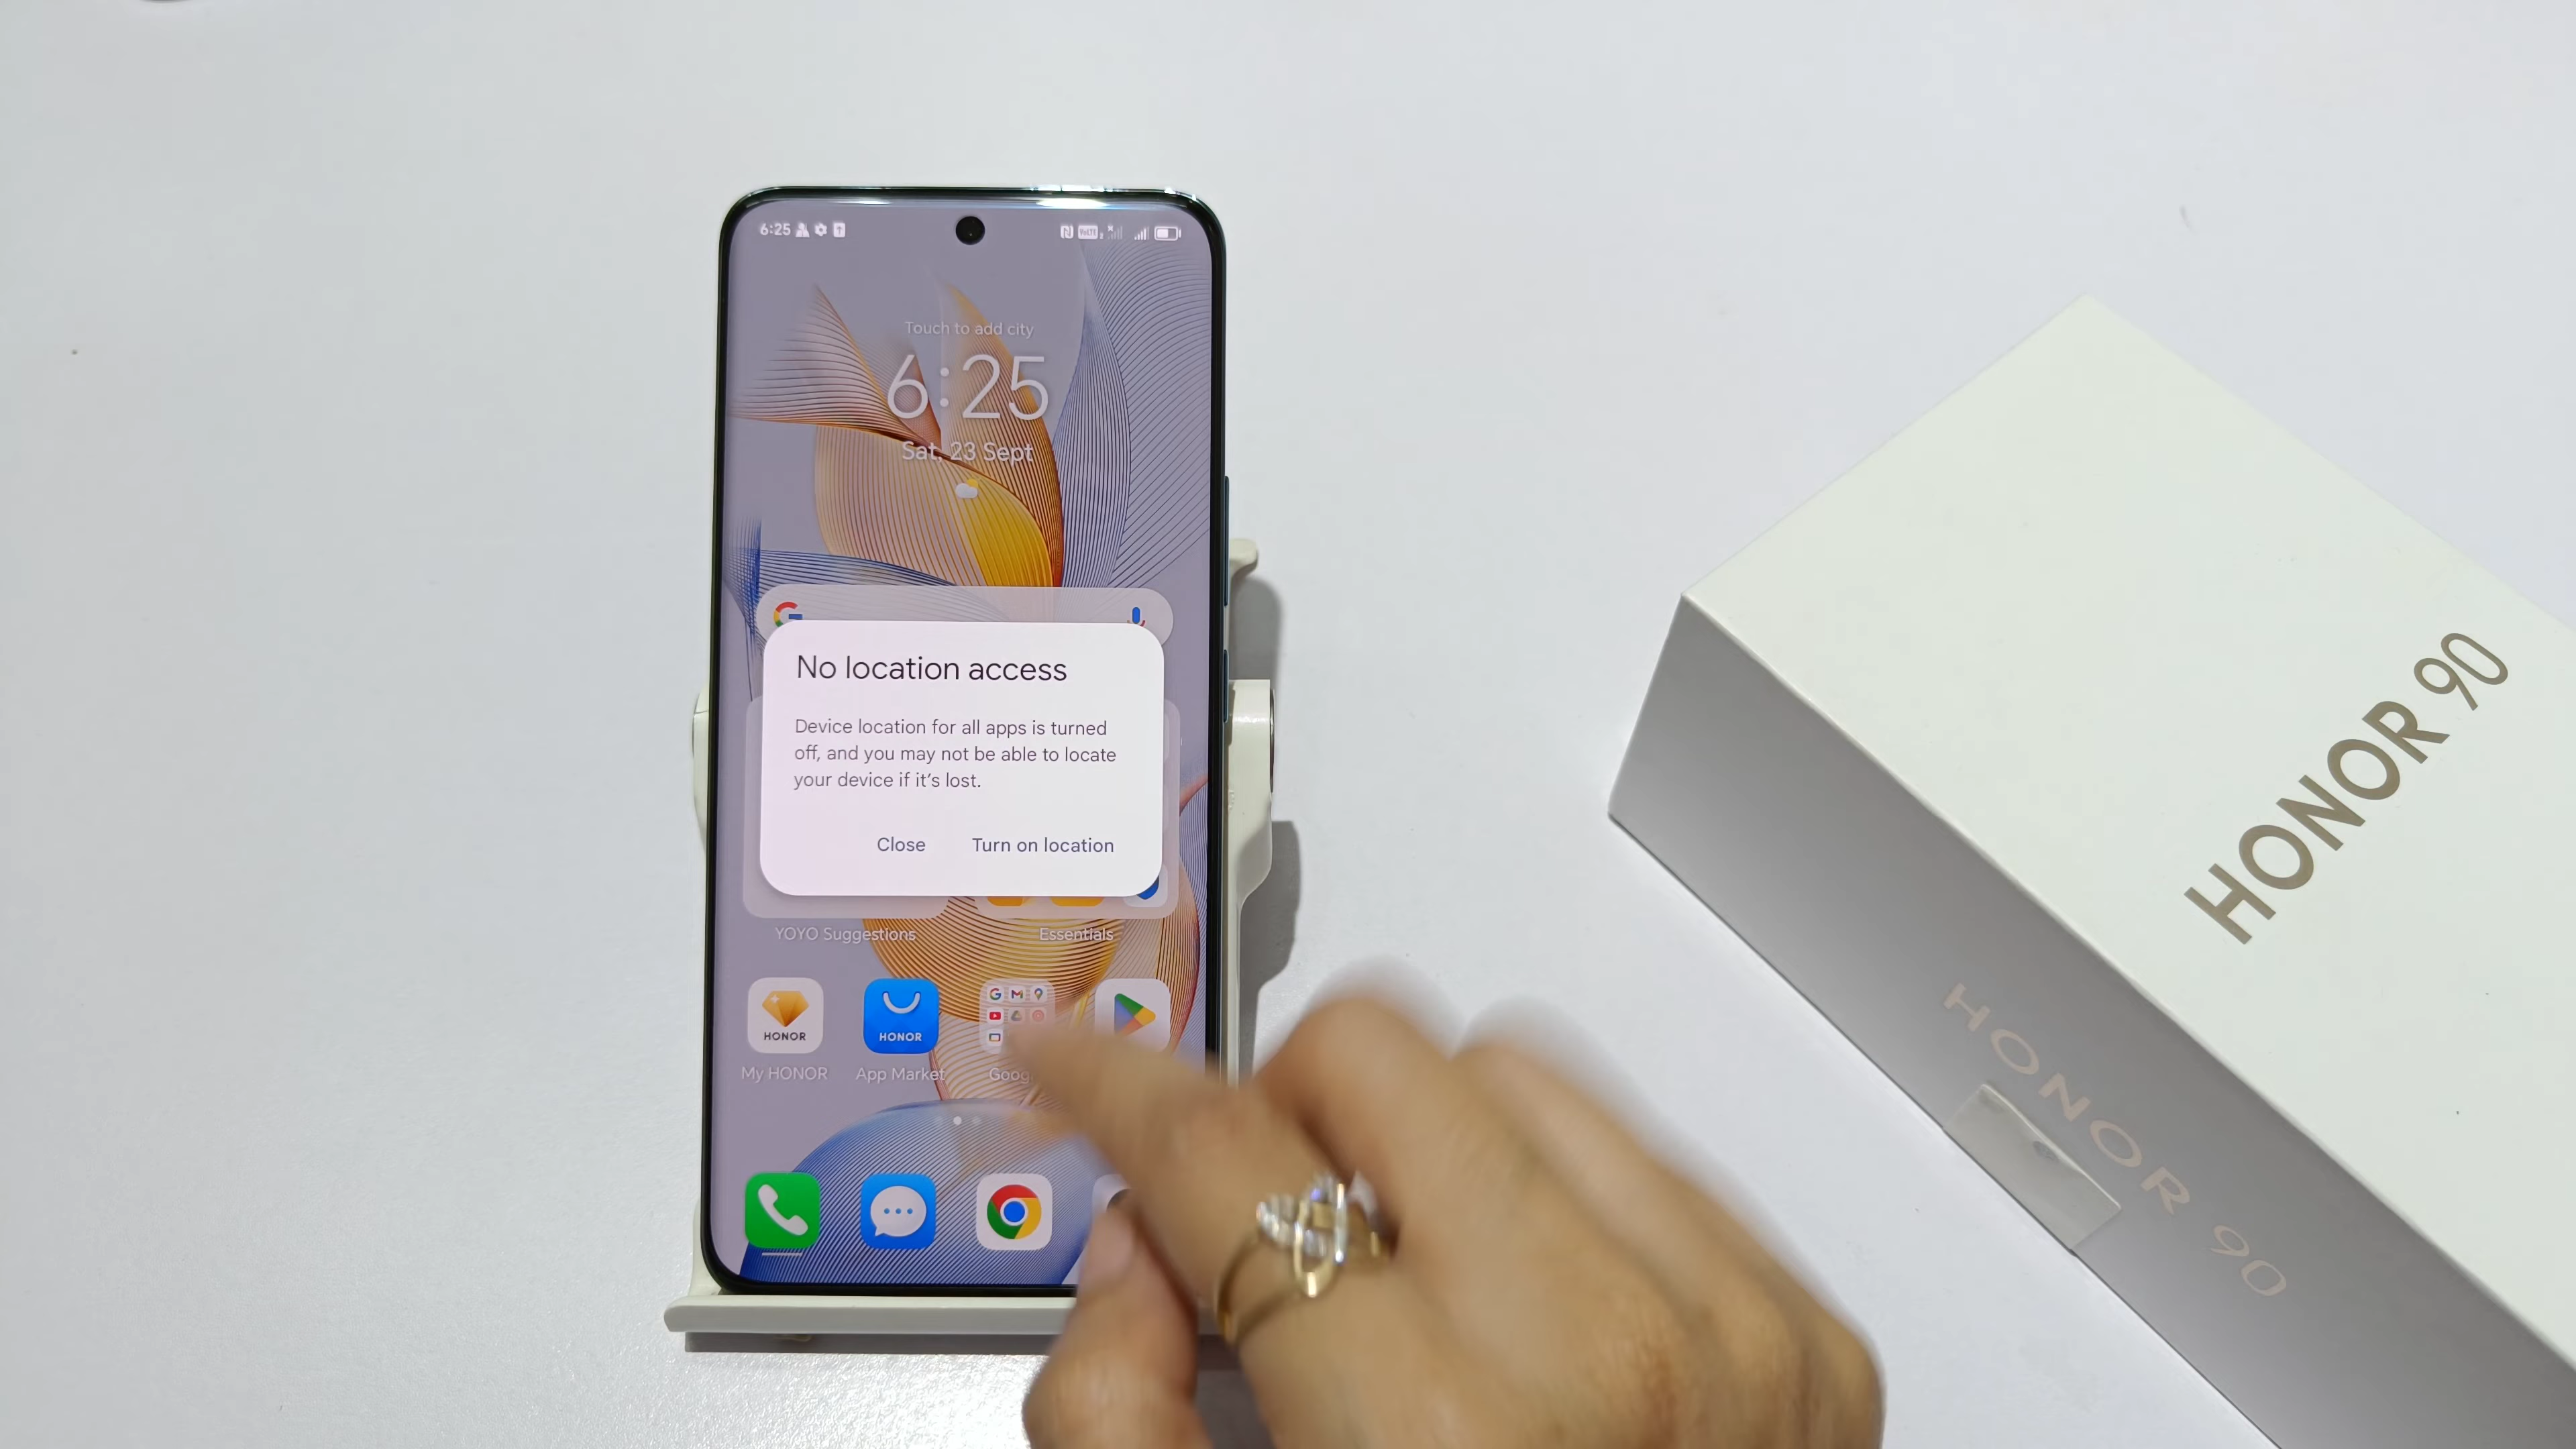 6:25
Touch to add city
6:25
Sat, 23 Sept
No location access
Device location for all apps is turned
off, and you may not be able to locate
your device if it's lost.
Close Turn on location
YOYO Suggestions Essentials
HONOR HONOR
My HONOR App Market Goog
HONOR 90
HONOR 90